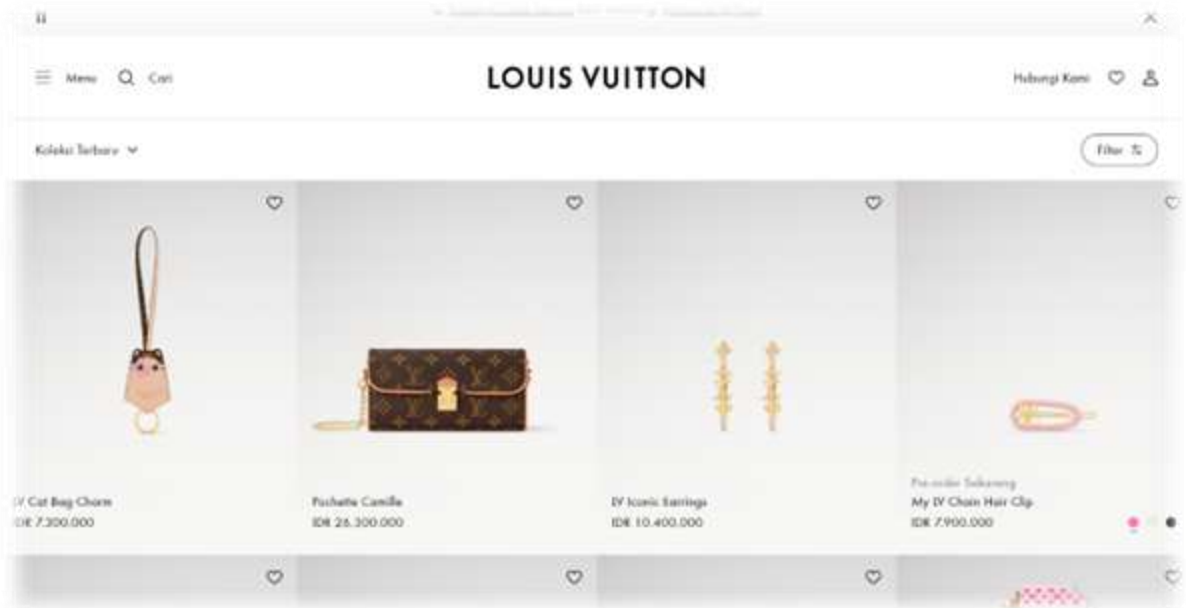 Menu Cari
LOUIS VUITTON
Hubungi Kami
Koleksi Terbaru
Filter
LV Cat Bag Charm
IDR 7.300.000
Pochette Camille
IDR 26.300.000
LV Iconic Earrings
IDR 10.400.000
Pre-order Sekarang
My LV Chain Hair Clip
IDR 7.900.000